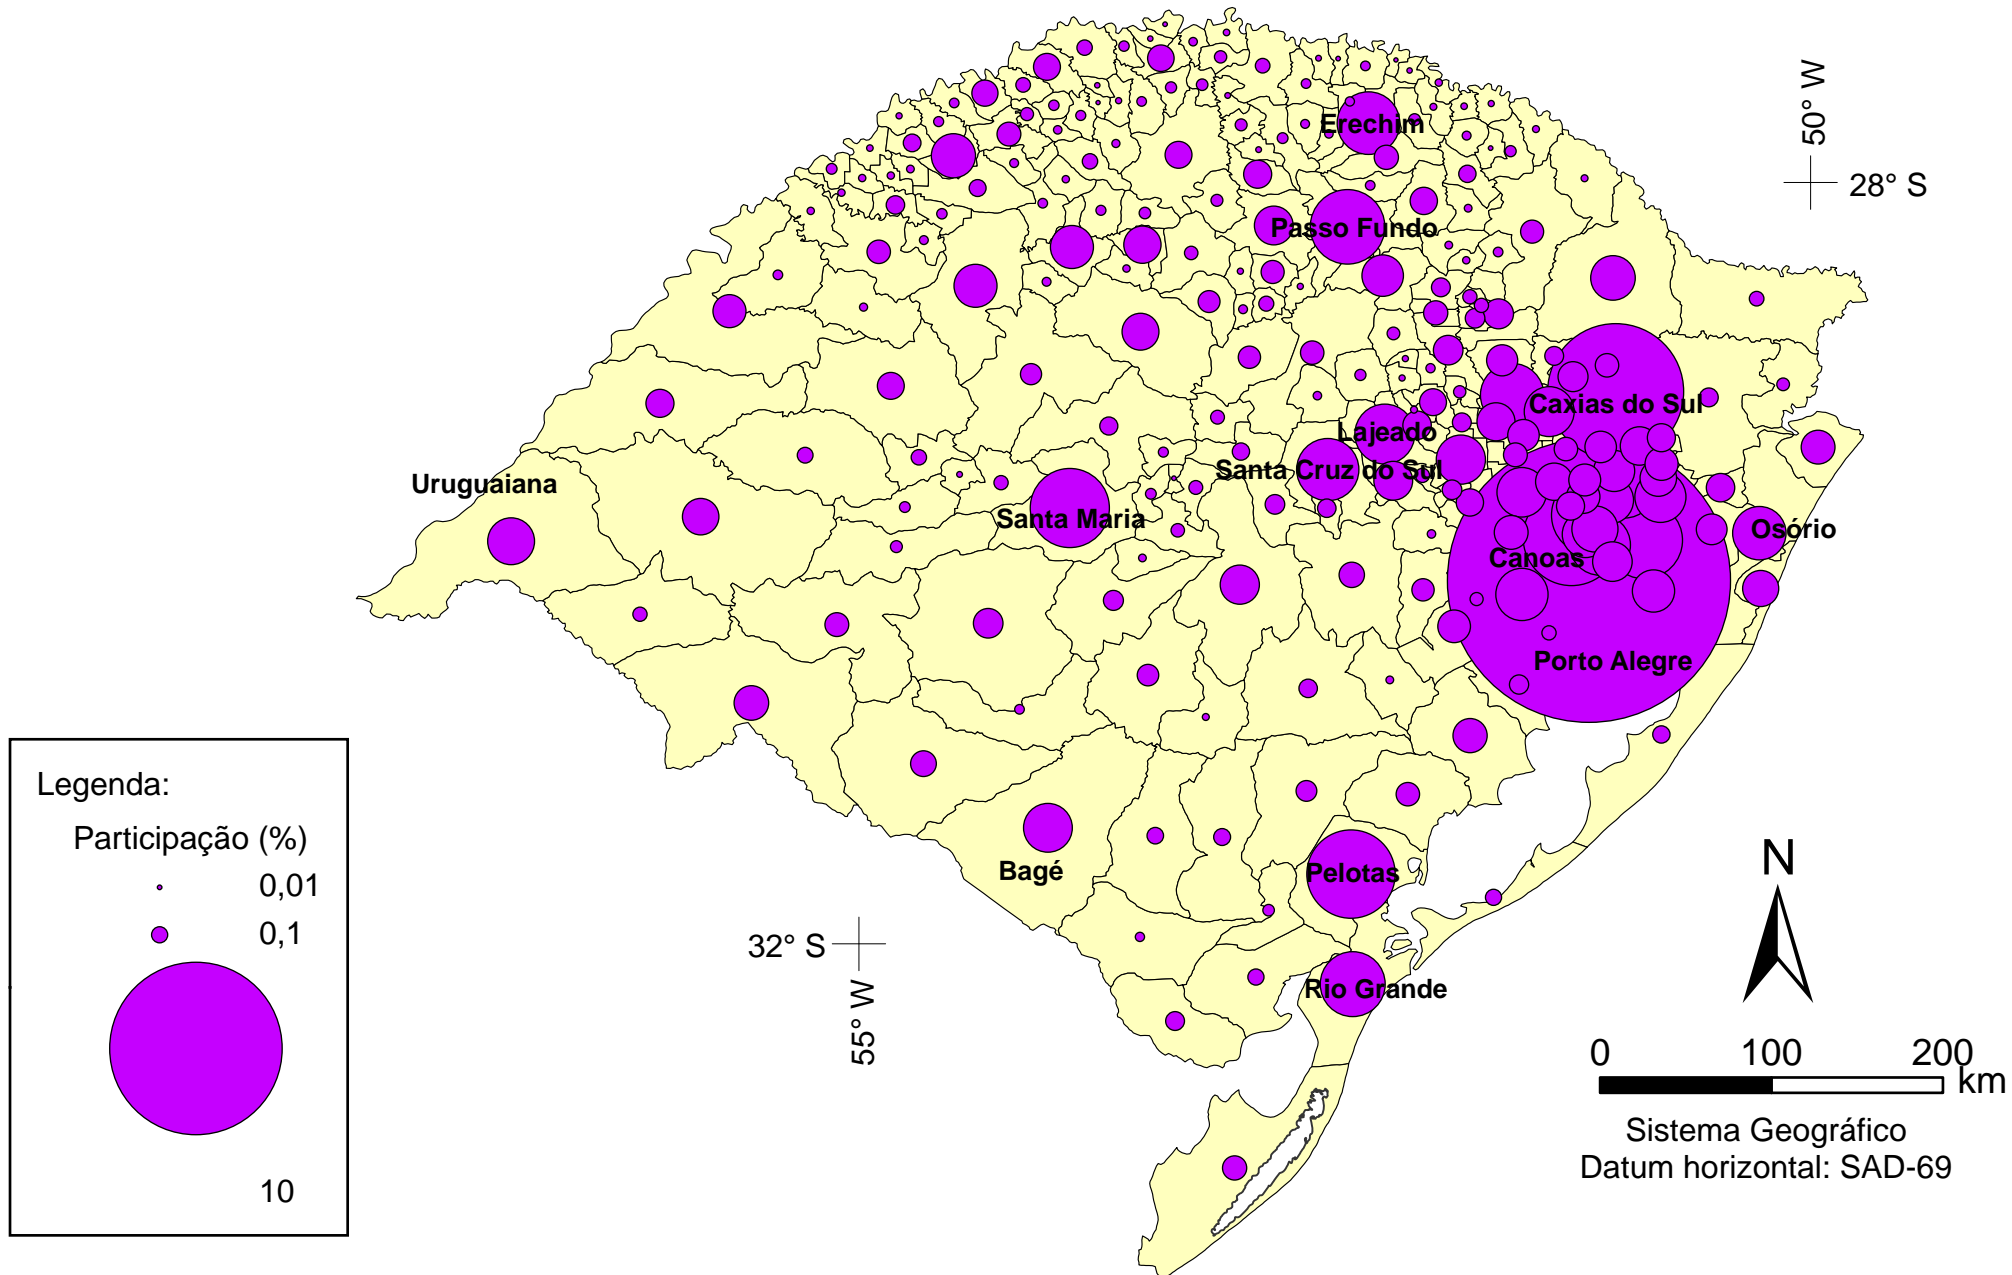 50° W
28° S
Erechim
Passo Fundo
Caxias do Sul
Lajeado
Santa Cruz do Sul
Uruguaiana
Santa Maria
Osório
Canoas
Porto Alegre
Legenda:
Participação (%)
0,01
0,1
10
Bagé
Pelotas
32° S
55° W
Rio Grande
N
0 100 200
km
Sistema Geográfico
Datum horizontal: SAD-69